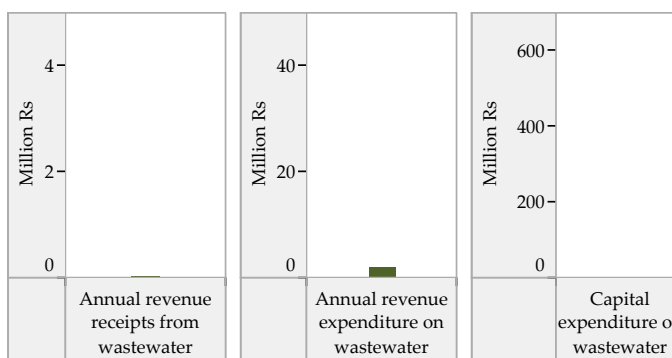 Million Rs
4
2
0
Annual revenue
receipts from
wastewater
Million Rs
40
20
0
Annual revenue
expenditure on
wastewater
Million Rs
600
400
200
0
Capital
expenditure o
wastewater